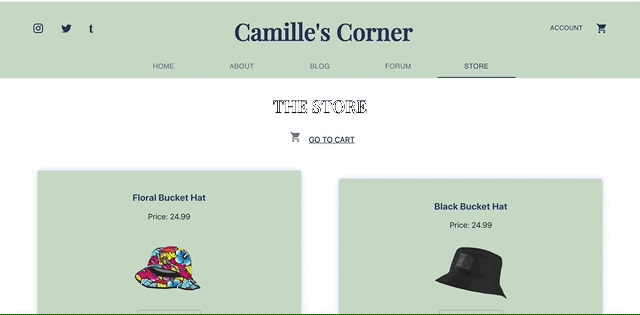 Camille's Corner
ACCOUNT
HOME ABOUT BLOG FORUM STORE
THE STORE
GO TO CART
Floral Bucket Hat
Price: 24.99
Black Bucket Hat
Price: 24.99